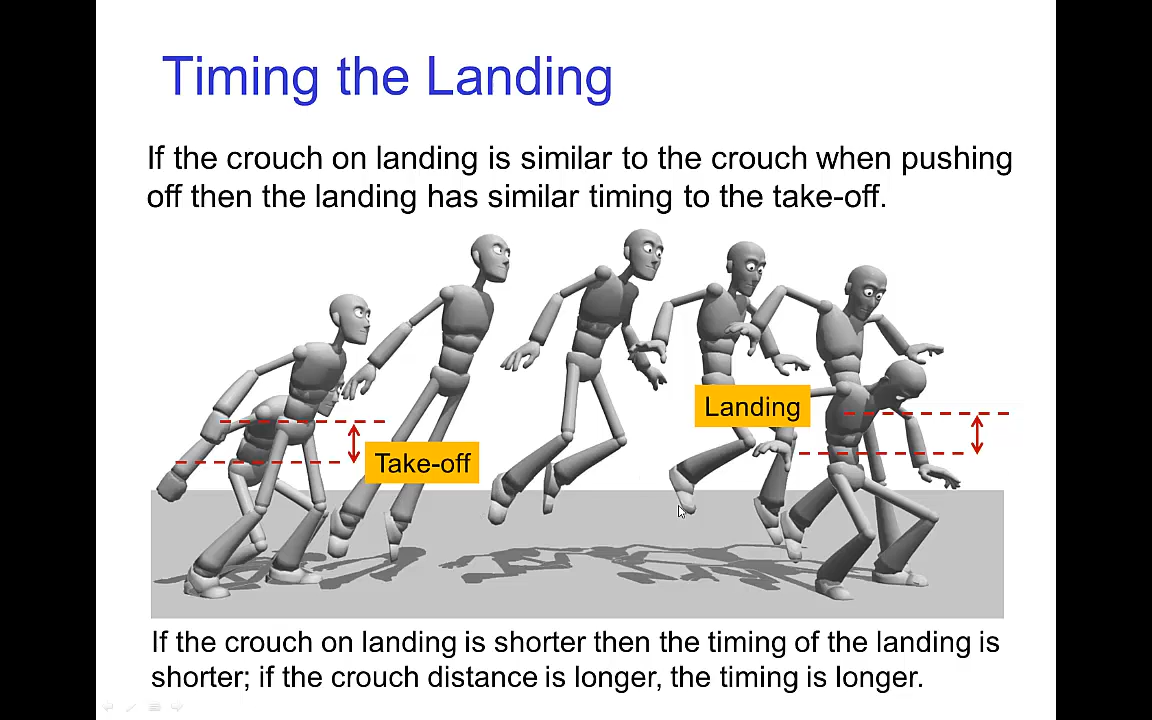 Timing the Landing
If the crouch on landing is similar to the crouch when pushing
off then the landing has similar timing to the take-off.
Landing
Take-off
If the crouch on landing is shorter then the timing of the landing is
shorter; if the crouch distance is longer, the timing is longer.